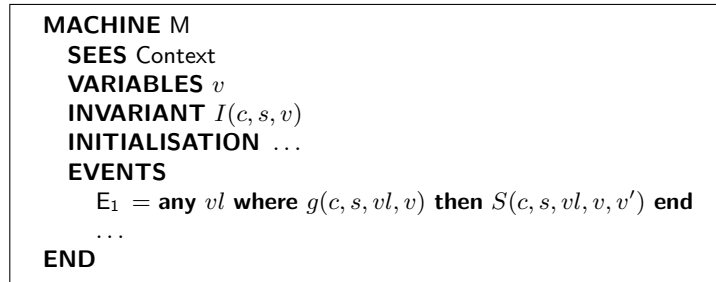 MACHINE M
SEES Context
VARIABLES v
INVARIANT I(c, s, v)
INITIALISATION ...
EVENTS
E₁ = any vl where g(c, s, vl, v) then S(c, s, vl, v, v′) end
...
END